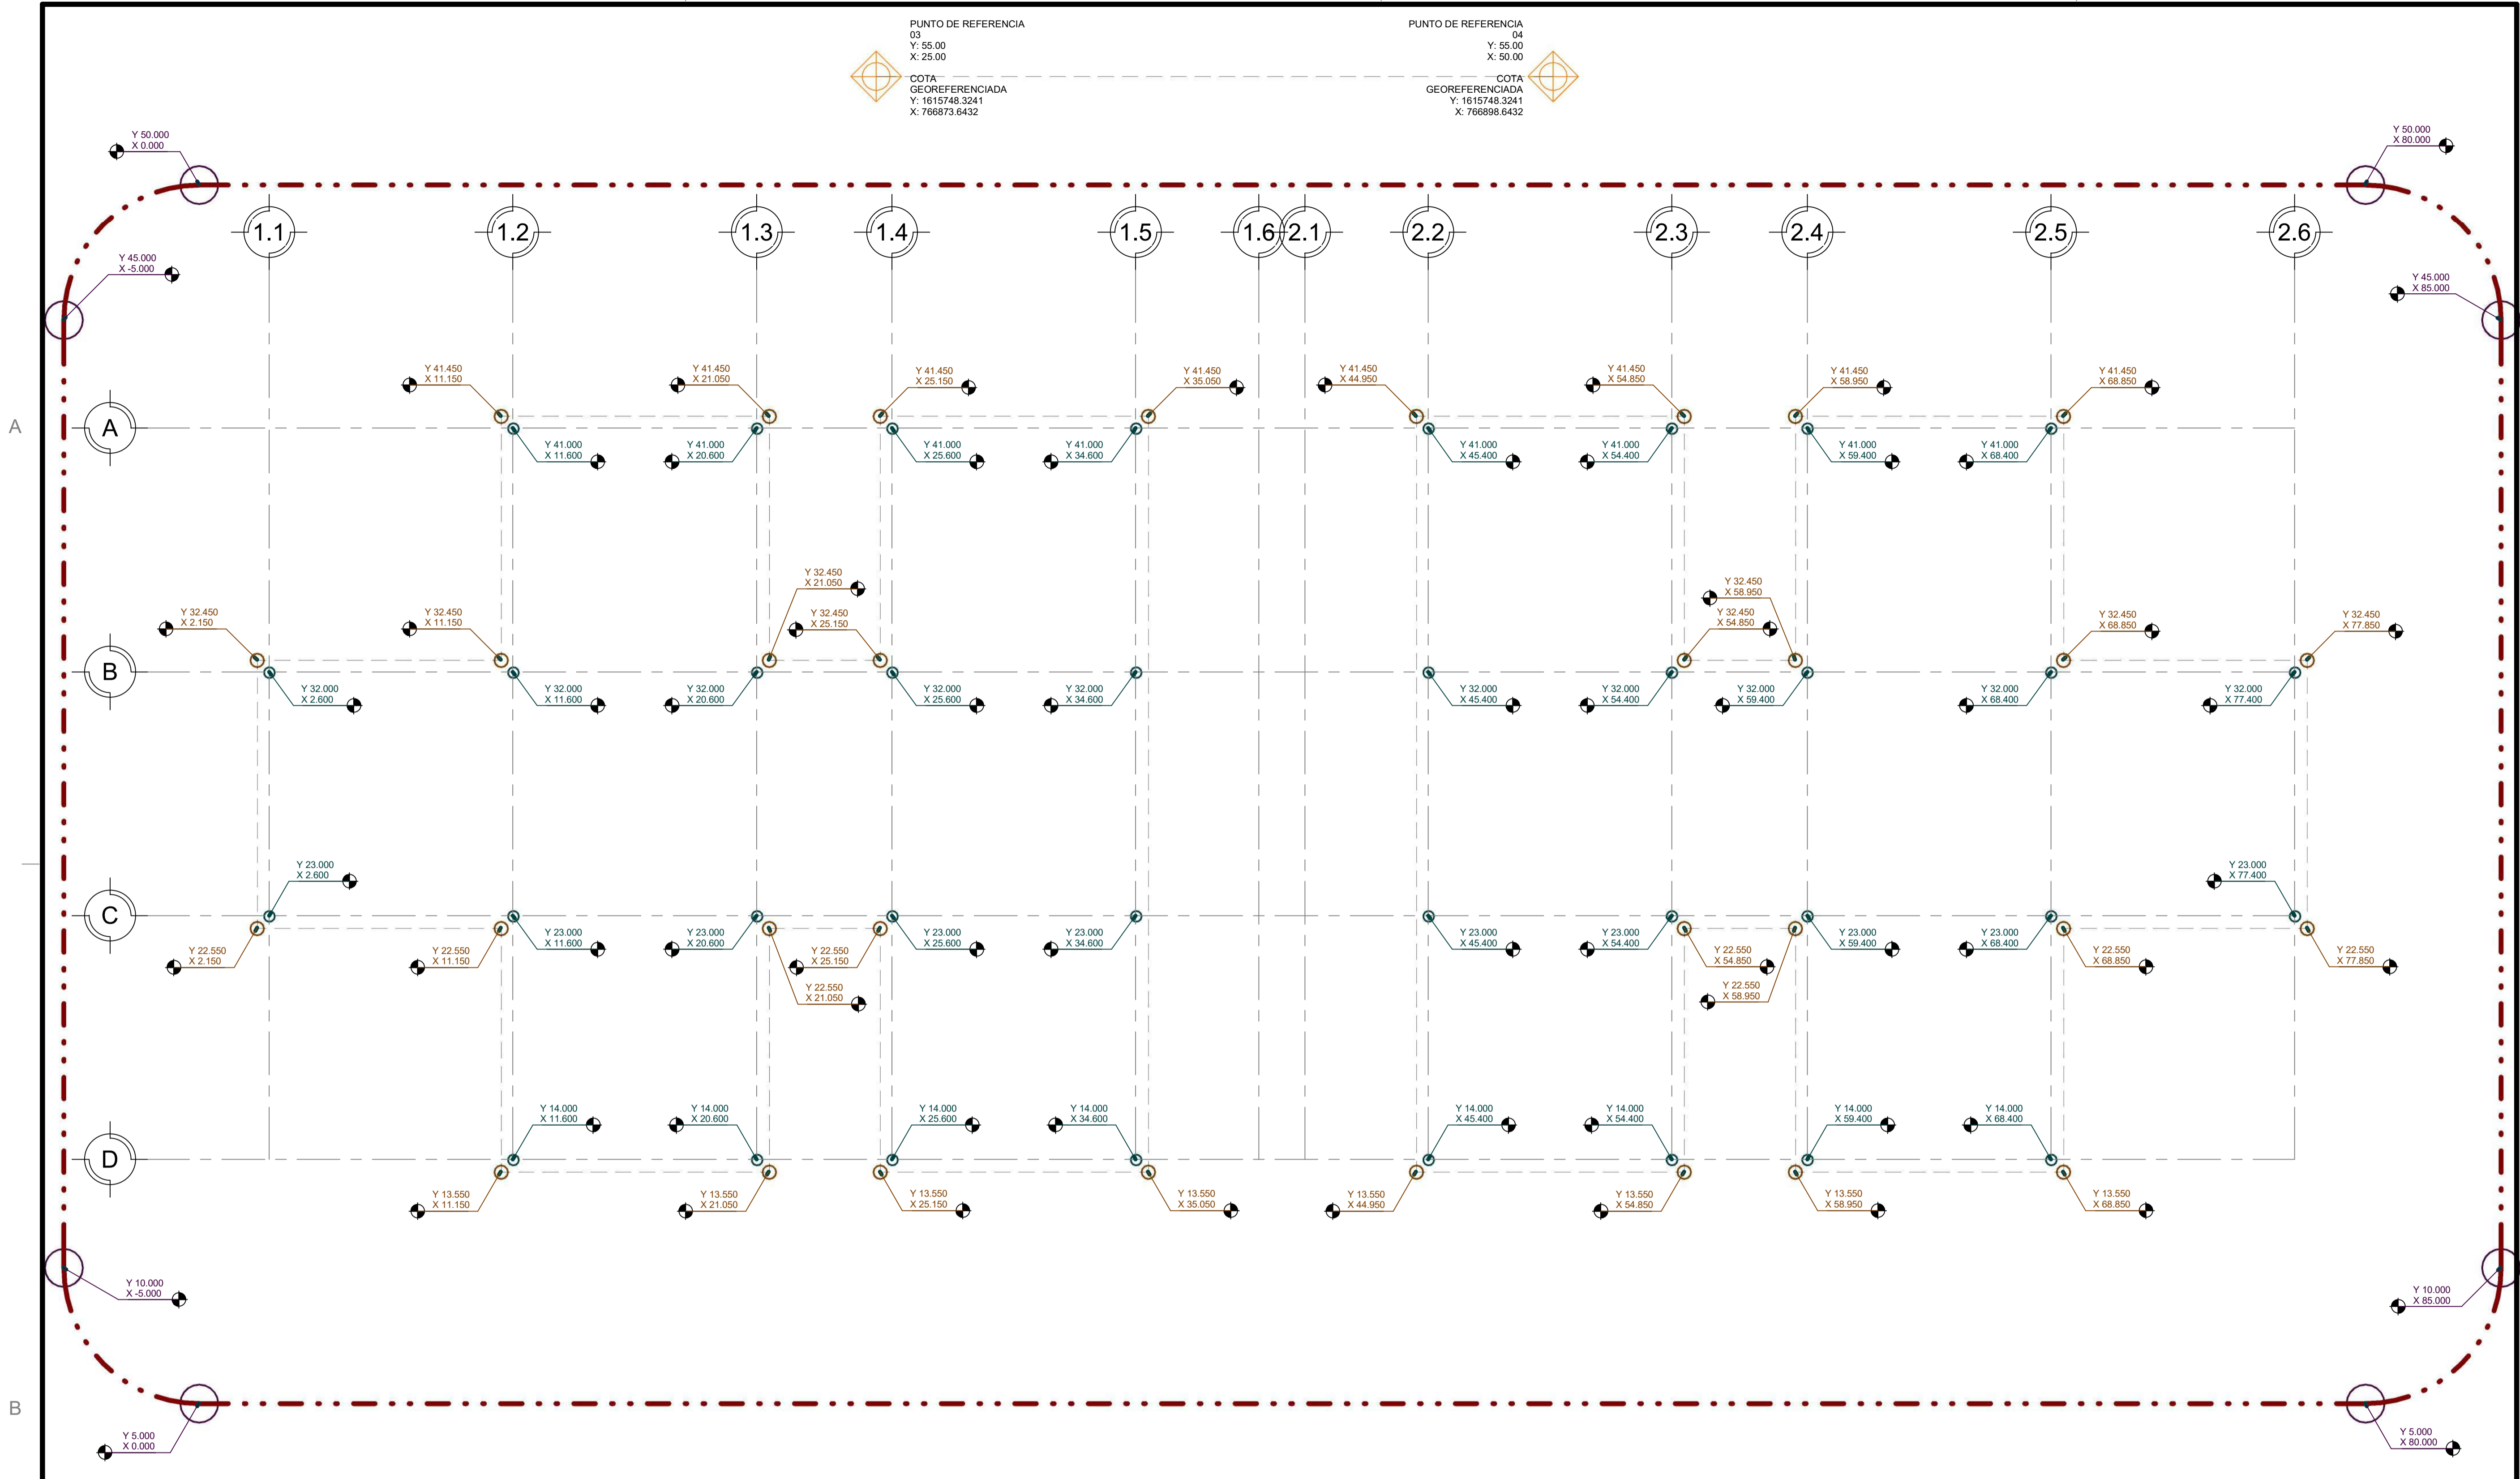 PUNTO DE REFERENCIA
03
Y: 55.00
X: 25.00
COTA
GEOREFERENCIADA
Y: 1615748.3241
X: 766873.6432
PUNTO DE REFERENCIA
04
Y: 55.00
X: 50.00
COTA
GEOREFERENCIADA
Y: 1615748.3241
X: 766898.6432
Y 50.000
X 0.000
Y 50.000
X 80.000
1.1
1.2
1.3
1.4
1.5
1.6
2.1
2.2
2.3
2.4
2.5
2.6
Y 45.000
X -5.000
Y 45.000
X 85.000
Y 41.450
X 11.150
Y 41.450
X 21.050
Y 41.450
X 25.150
Y 41.450
X 35.050
Y 41.450
X 44.950
Y 41.450
X 54.850
Y 41.450
X 58.950
Y 41.450
X 68.850
A
A
Y 41.000
X 11.600
Y 41.000
X 20.600
Y 41.000
X 25.600
Y 41.000
X 34.600
Y 41.000
X 45.400
Y 41.000
X 54.400
Y 41.000
X 59.400
Y 41.000
X 68.400
Y 32.450
X 2.150
Y 32.450
X 11.150
Y 32.450
X 21.050
Y 32.450
X 25.150
Y 32.450
X 58.950
Y 32.450
X 54.850
Y 32.450
X 68.850
Y 32.450
X 77.850
B
Y 32.000
X 2.600
Y 32.000
X 11.600
Y 32.000
X 20.600
Y 32.000
X 25.600
Y 32.000
X 34.600
Y 32.000
X 45.400
Y 32.000
X 54.400
Y 32.000
X 59.400
Y 32.000
X 68.400
Y 32.000
X 77.400
Y 23.000
X 2.600
Y 23.000
X 77.400
C
Y 23.000
X 11.600
Y 23.000
X 20.600
Y 23.000
X 25.600
Y 23.000
X 34.600
Y 23.000
X 45.400
Y 23.000
X 54.400
Y 23.000
X 59.400
Y 23.000
X 68.400
Y 22.550
X 2.150
Y 22.550
X 11.150
Y 22.550
X 25.150
Y 22.550
X 21.050
Y 22.550
X 54.850
Y 22.550
X 58.950
Y 22.550
X 68.850
Y 22.550
X 77.850
Y 14.000
X 11.600
Y 14.000
X 20.600
Y 14.000
X 25.600
Y 14.000
X 34.600
Y 14.000
X 45.400
Y 14.000
X 54.400
Y 14.000
X 59.400
Y 14.000
X 68.400
D
Y 13.550
X 11.150
Y 13.550
X 21.050
Y 13.550
X 25.150
Y 13.550
X 35.050
Y 13.550
X 44.950
Y 13.550
X 54.850
Y 13.550
X 58.950
Y 13.550
X 68.850
Y 10.000
X -5.000
Y 10.000
X 85.000
B
Y 5.000
X 0.000
Y 5.000
X 80.000